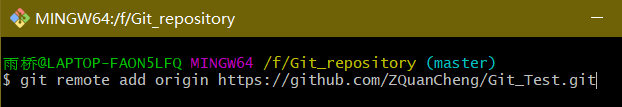 MINGW64:/f/Git_repository
雨桥@LAPTOP-FAON5LFQ MINGW64 /f/Git_repository (master)
$ git remote add origin https://github.com/ZQuanCheng/Git_Test.git